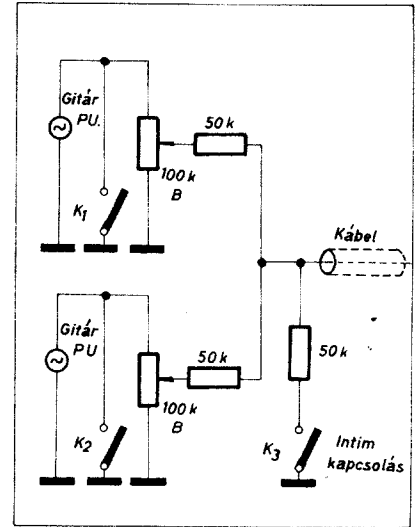 Gitár
PU.
50 k
100 k
B
K1
Kábel
Gitár
PU
50 k
50 k
100 k
B
K2
K3
Intim
kapcsolás